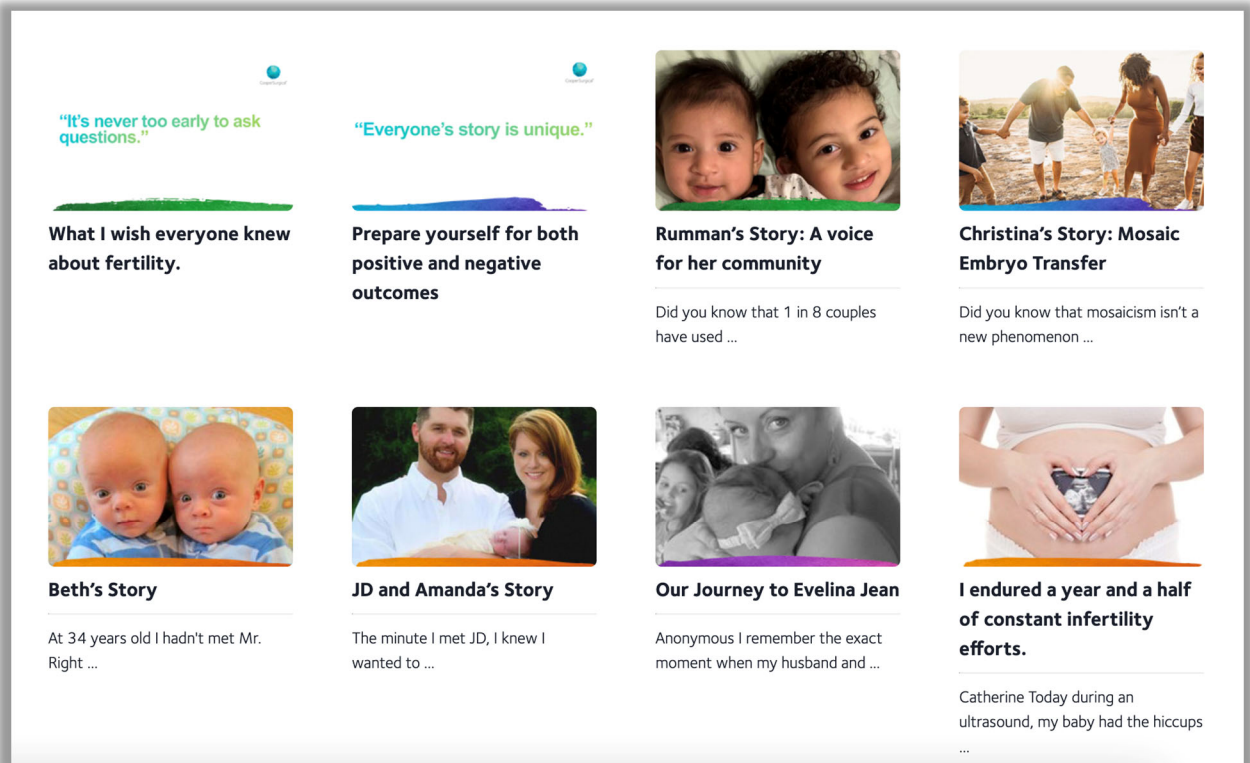 “It’s never too early to ask
questions.”
CooperSurgical
“Everyone’s story is unique.”
CooperSurgical
What I wish everyone knew
about fertility.
Prepare yourself for both
positive and negative
outcomes
Rumman’s Story: A voice
for her community
Did you know that 1 in 8 couples
have used ...
Christina’s Story: Mosaic
Embryo Transfer
Did you know that mosaicism isn’t a
new phenomenon ...
Beth’s Story
At 34 years old I hadn't met Mr.
Right ...
JD and Amanda’s Story
The minute I met JD, I knew I
wanted to ...
Our Journey to Evelina Jean
Anonymous I remember the exact
moment when my husband and ...
I endured a year and a half
of constant infertility
efforts.
Catherine Today during an
ultrasound, my baby had the hiccups
...